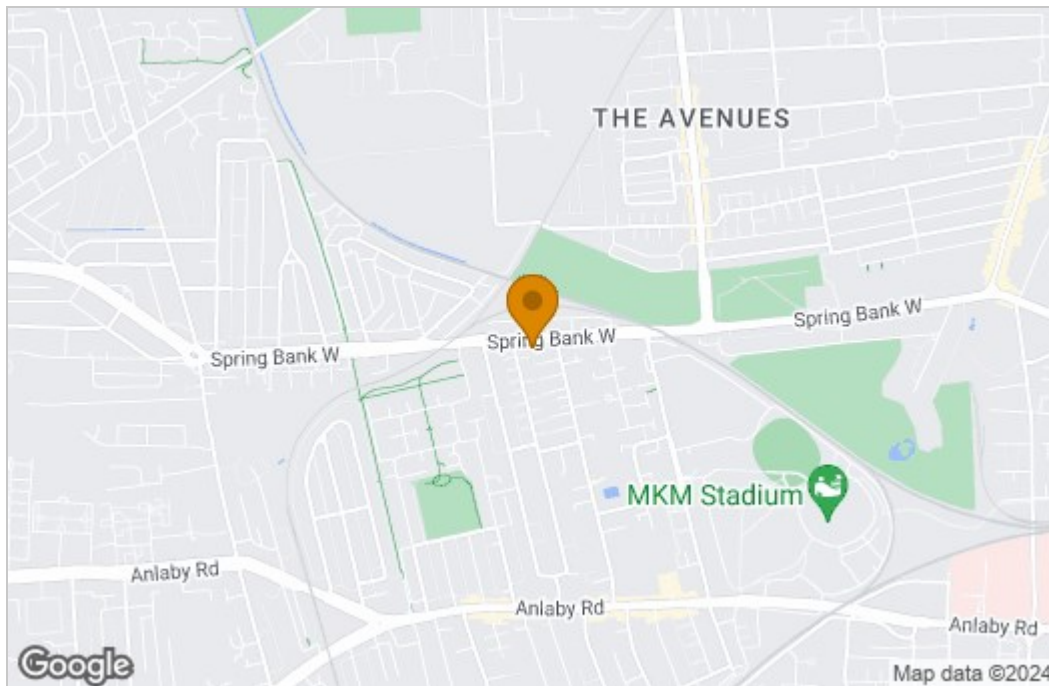 THE AVENUES
Spring Bank W
Spring Bank W
Spring Bank W
MKM Stadium
Anlaby Rd
Anlaby Rd
Anlaby Rd
Google
Map data ©2024